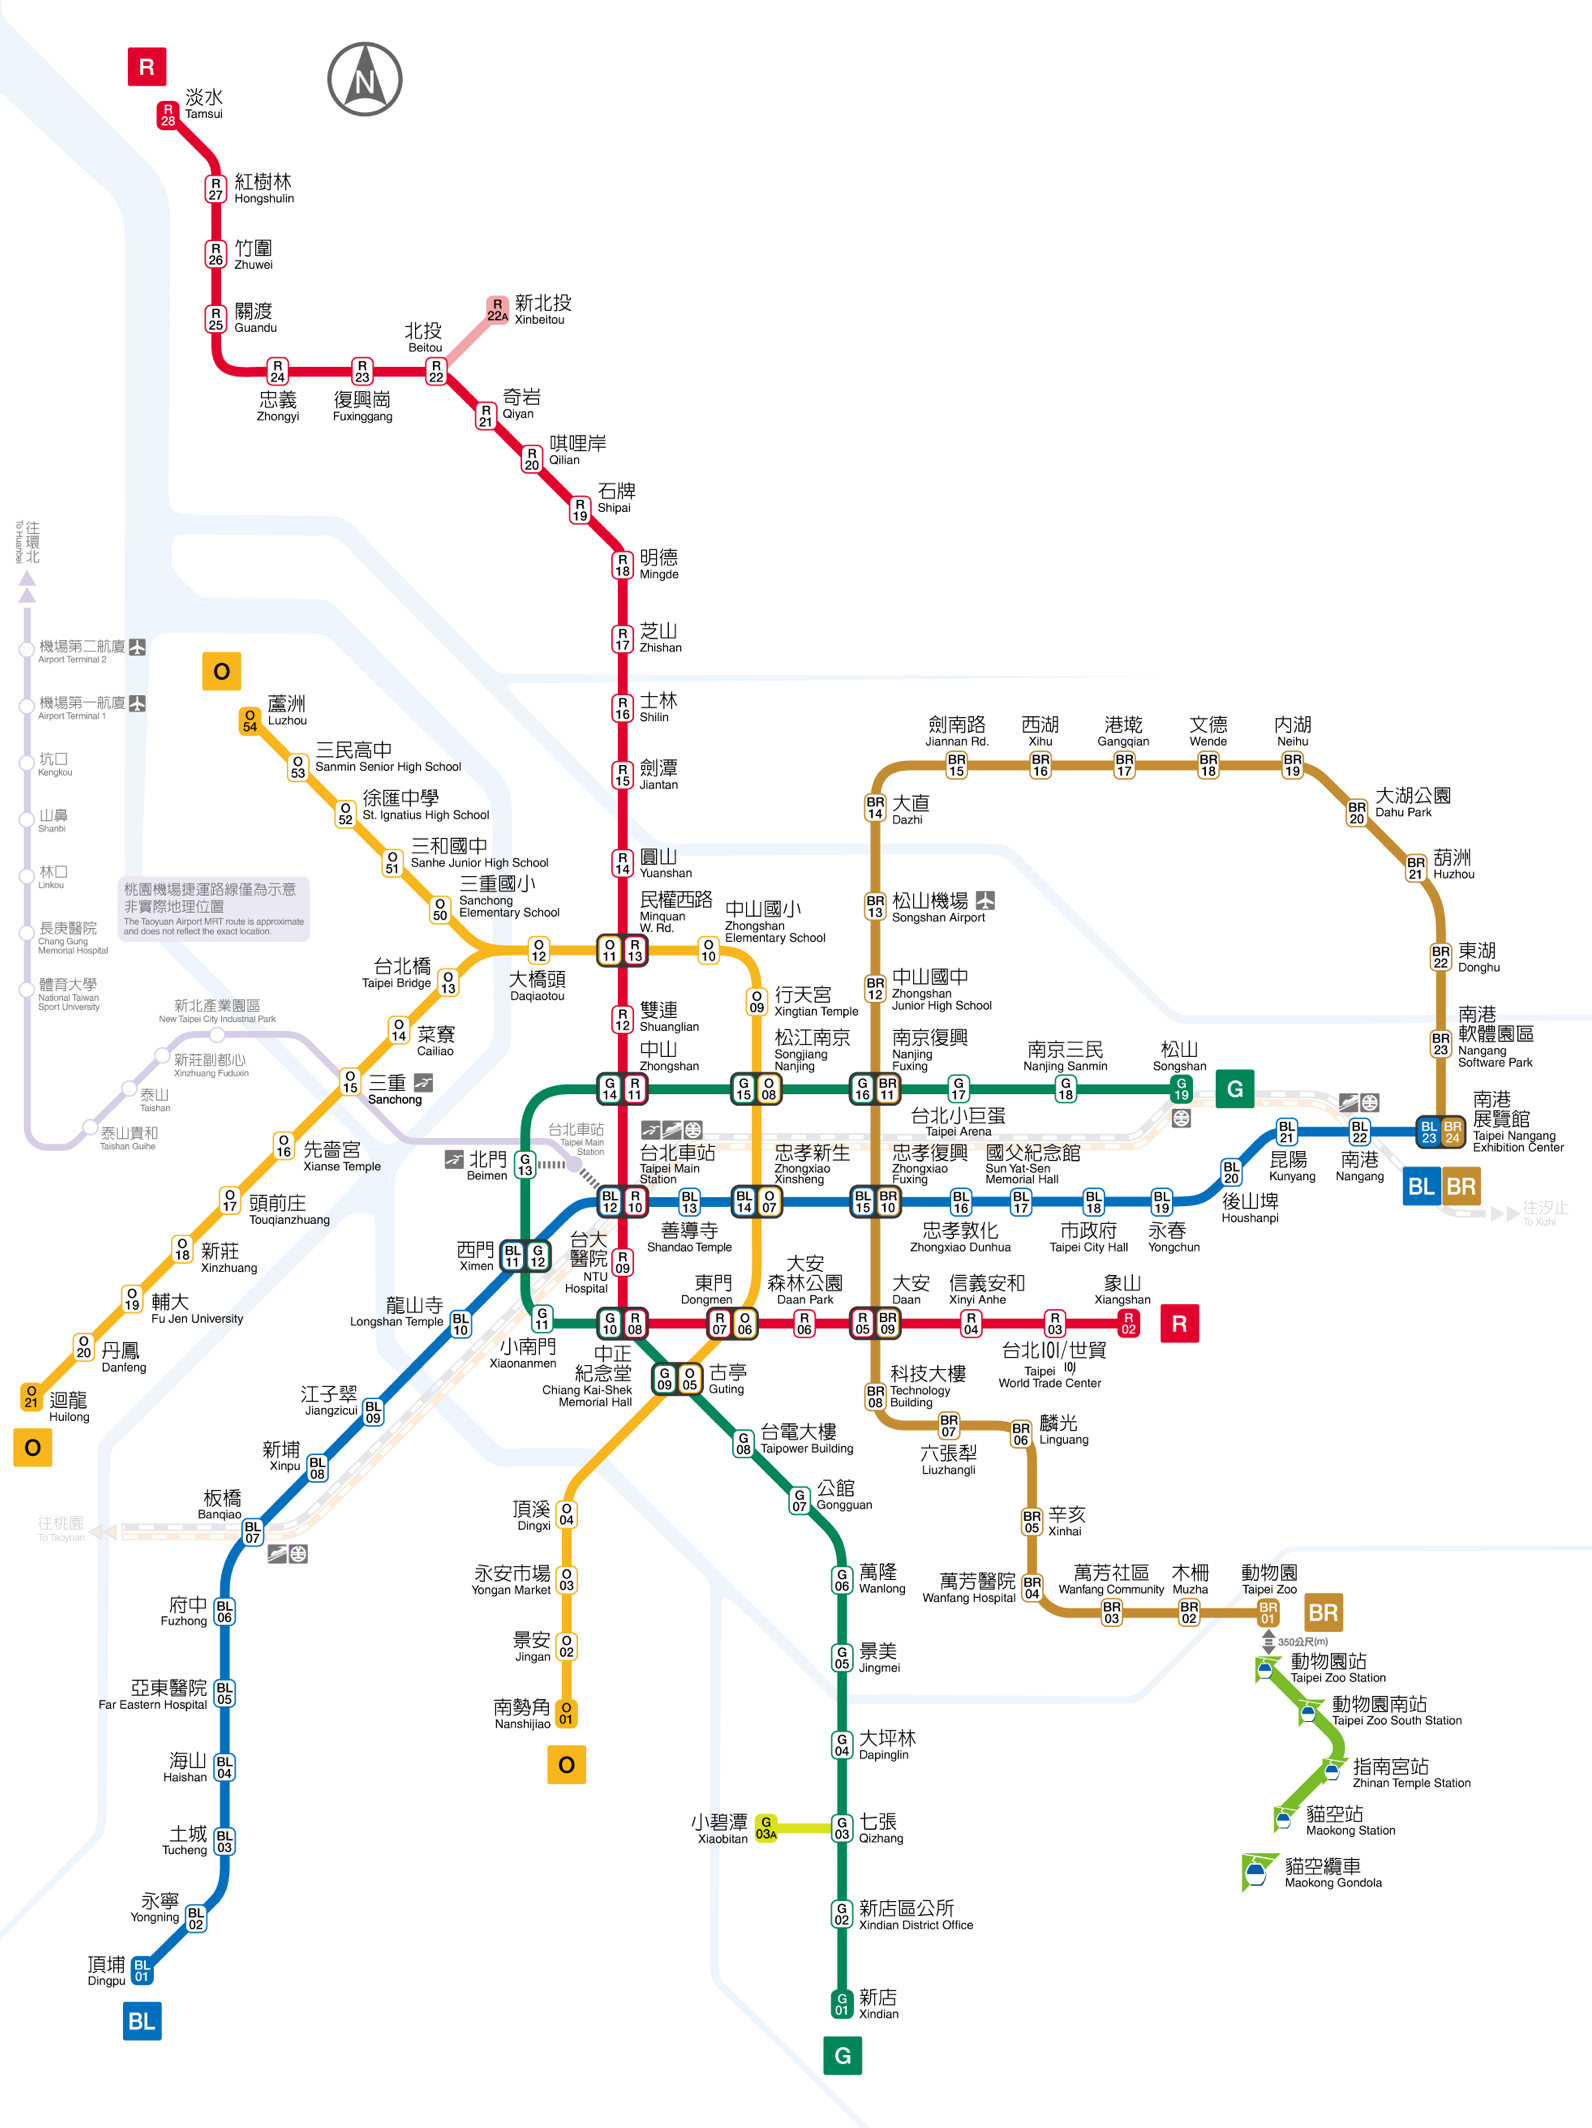 R
N
R
28
淡水
Tamsui
R
27
紅樹林
Hongshulin
R
26
竹圍
Zhuwei
R
25
關渡
Guandu
R
24
忠義
Zhongyi
R
23
復興崗
Fuxinggang
北投
Beitou
R
22
R
22A
新北投
Xinbeitou
R
21
奇岩
Qiyan
R
20
唭哩岸
Qilian
R
19
石牌
Shipai
R
18
明德
Mingde
R
17
芝山
Zhishan
R
16
士林
Shilin
R
15
劍潭
Jiantan
R
14
圓山
Yuanshan
民權西路
Minquan
W. Rd.
O
11
R
13
R
12
雙連
Shuanglian
中山
Zhongshan
G
14
R
11
台北車站
Taipei Main
Station
BL
12
R
10
台大
醫院
NTU
Hospital
R
09
G
10
R
08
中正
紀念堂
Chiang Kai-Shek
Memorial Hall
東門
Dongmen
R
07
O
06
大安
森林公園
Daan Park
R
06
大安
Daan
R
05
BR
09
信義安和
Xinyi Anhe
R
04
R
03
台北101/世貿
Taipei 101
World Trade Center
象山
Xiangshan
R
02
R
往環北
To Huanbei
機場第二航廈
Airport Terminal 2
機場第一航廈
Airport Terminal 1
坑口
Kengkou
山鼻
Shanbi
林口
Linkou
長庚醫院
Chang Gung
Memorial Hospital
體育大學
National Taiwan
Sport University
泰山貴和
Taishan Guihe
泰山
Taishan
新莊副都心
Xinzhuang Fuduxin
新北產業園區
New Taipei City Industrial Park
台北車站
Taipei Main
Station
桃園機場捷運路線僅為示意
非實際地理位置
The Taoyuan Airport MRT route is approximate
and does not reflect the exact location.
O
O
54
蘆洲
Luzhou
O
53
三民高中
Sanmin Senior High School
O
52
徐匯中學
St. Ignatius High School
O
51
三和國中
Sanhe Junior High School
O
50
三重國小
Sanchong
Elementary School
O
12
大橋頭
Daqiaotou
台北橋
Taipei Bridge
O
13
O
14
菜寮
Cailiao
O
15
三重
Sanchong
O
16
先嗇宮
Xianse Temple
O
17
頭前庄
Touqianzhuang
O
18
新莊
Xinzhuang
O
19
輔大
Fu Jen University
O
20
丹鳳
Danfeng
O
21
迴龍
Huilong
O
O
10
中山國小
Zhongshan
Elementary School
O
09
行天宮
Xingtian Temple
松江南京
Songjiang
Nanjing
G
15
O
08
忠孝新生
Zhongxiao
Xinsheng
BL
14
O
07
G
09
O
05
古亭
Guting
頂溪
Dingxi
O
04
永安市場
Yongan Market
O
03
景安
Jingan
O
02
南勢角
Nanshijiao
O
01
O
劍南路
Jiannan Rd.
BR
15
西湖
Xihu
BR
16
港墘
Gangqian
BR
17
文德
Wende
BR
18
內湖
Neihu
BR
19
大湖公園
Dahu Park
BR
20
葫洲
Huzhou
BR
21
東湖
Donghu
BR
22
南港
軟體園區
Nangang
Software Park
BR
23
南港
展覽館
Taipei Nangang
Exhibition Center
BL
23
BR
24
BL
BR
BR
14
大直
Dazhi
BR
13
松山機場
Songshan Airport
BR
12
中山國中
Zhongshan
Junior High School
南京復興
Nanjing
Fuxing
G
16
BR
11
忠孝復興
Zhongxiao
Fuxing
BL
15
BR
10
BR
08
科技大樓
Technology
Building
BR
07
六張犁
Liuzhangli
BR
06
麟光
Linguang
BR
05
辛亥
Xinhai
萬芳醫院
Wanfang Hospital
BR
04
萬芳社區
Wanfang Community
BR
03
木柵
Muzha
BR
02
動物園
Taipei Zoo
BR
01
BR
350公尺(m)
動物園站
Taipei Zoo Station
動物園南站
Taipei Zoo South Station
指南宮站
Zhinan Temple Station
貓空站
Maokong Station
貓空纜車
Maokong Gondola
G
17
台北小巨蛋
Taipei Arena
南京三民
Nanjing Sanmin
G
18
松山
Songshan
G
19
G
北門
Beimen
G
13
西門
Ximen
BL
11
G
12
G
11
小南門
Xiaonanmen
G
08
台電大樓
Taipower Building
G
07
公館
Gongguan
G
06
萬隆
Wanlong
G
05
景美
Jingmei
G
04
大坪林
Dapinglin
小碧潭
Xiaobitan
G
03A
G
03
七張
Qizhang
G
02
新店區公所
Xindian District Office
G
01
新店
Xindian
G
BL
13
善導寺
Shandao Temple
BL
16
忠孝敦化
Zhongxiao Dunhua
國父紀念館
Sun Yat-Sen
Memorial Hall
BL
17
BL
18
市政府
Taipei City Hall
BL
19
永春
Yongchun
BL
20
後山埤
Houshanpi
BL
21
昆陽
Kunyang
BL
22
南港
Nangang
往汐止
To Xizhi
龍山寺
Longshan Temple
BL
10
江子翠
Jiangzicui
BL
09
新埔
Xinpu
BL
08
板橋
Banqiao
BL
07
往桃園
To Taoyuan
府中
Fuzhong
BL
06
亞東醫院
Far Eastern Hospital
BL
05
海山
Haishan
BL
04
土城
Tucheng
BL
03
永寧
Yongning
BL
02
頂埔
Dingpu
BL
01
BL